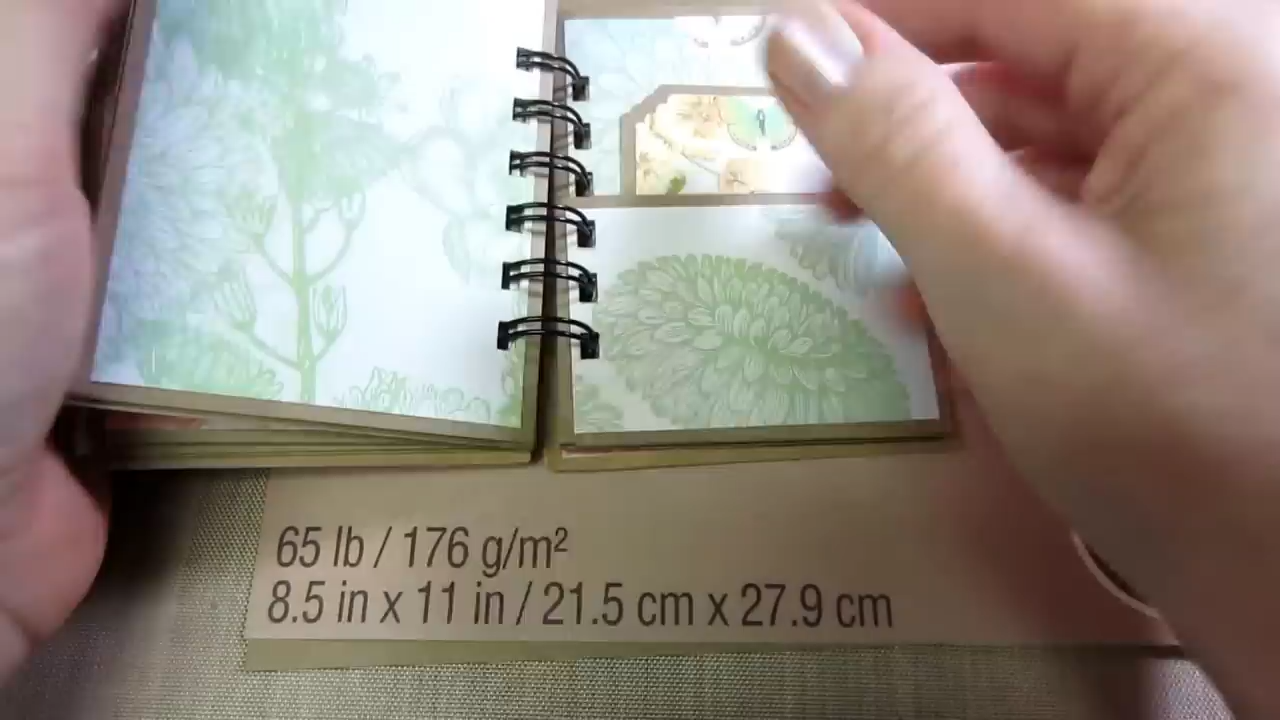 65 lb / 176 g/m²
8.5 in x 11 in / 21.5 cm x 27.9 cm